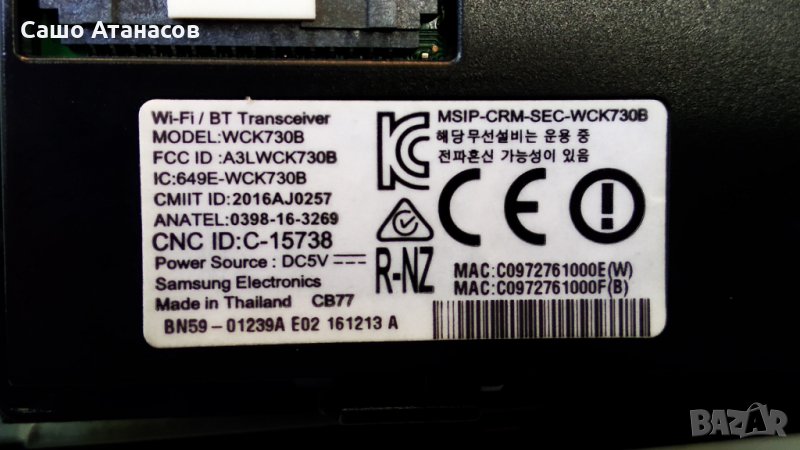 Сашо Атанасов
Wi-Fi / BT Transceiver
MODEL:WCK730B
FCC ID :A3LWCK730B
IC:649E-WCK730B
CMIIT ID:2016AJ0257
ANATEL:0398-16-3269
CNC ID:C-15738
Power Source : DC5V
Samsung Electronics
Made in Thailand CB77
BN59-01239A E02 161213 A
KC
R-NZ
MSIP-CRM-SEC-WCK730B
해당무선설비는 운용 중
전파혼신 가능성이 있음
CE
MAC:C0972761000E(W)
MAC:C0972761000F(B)
BAZAR